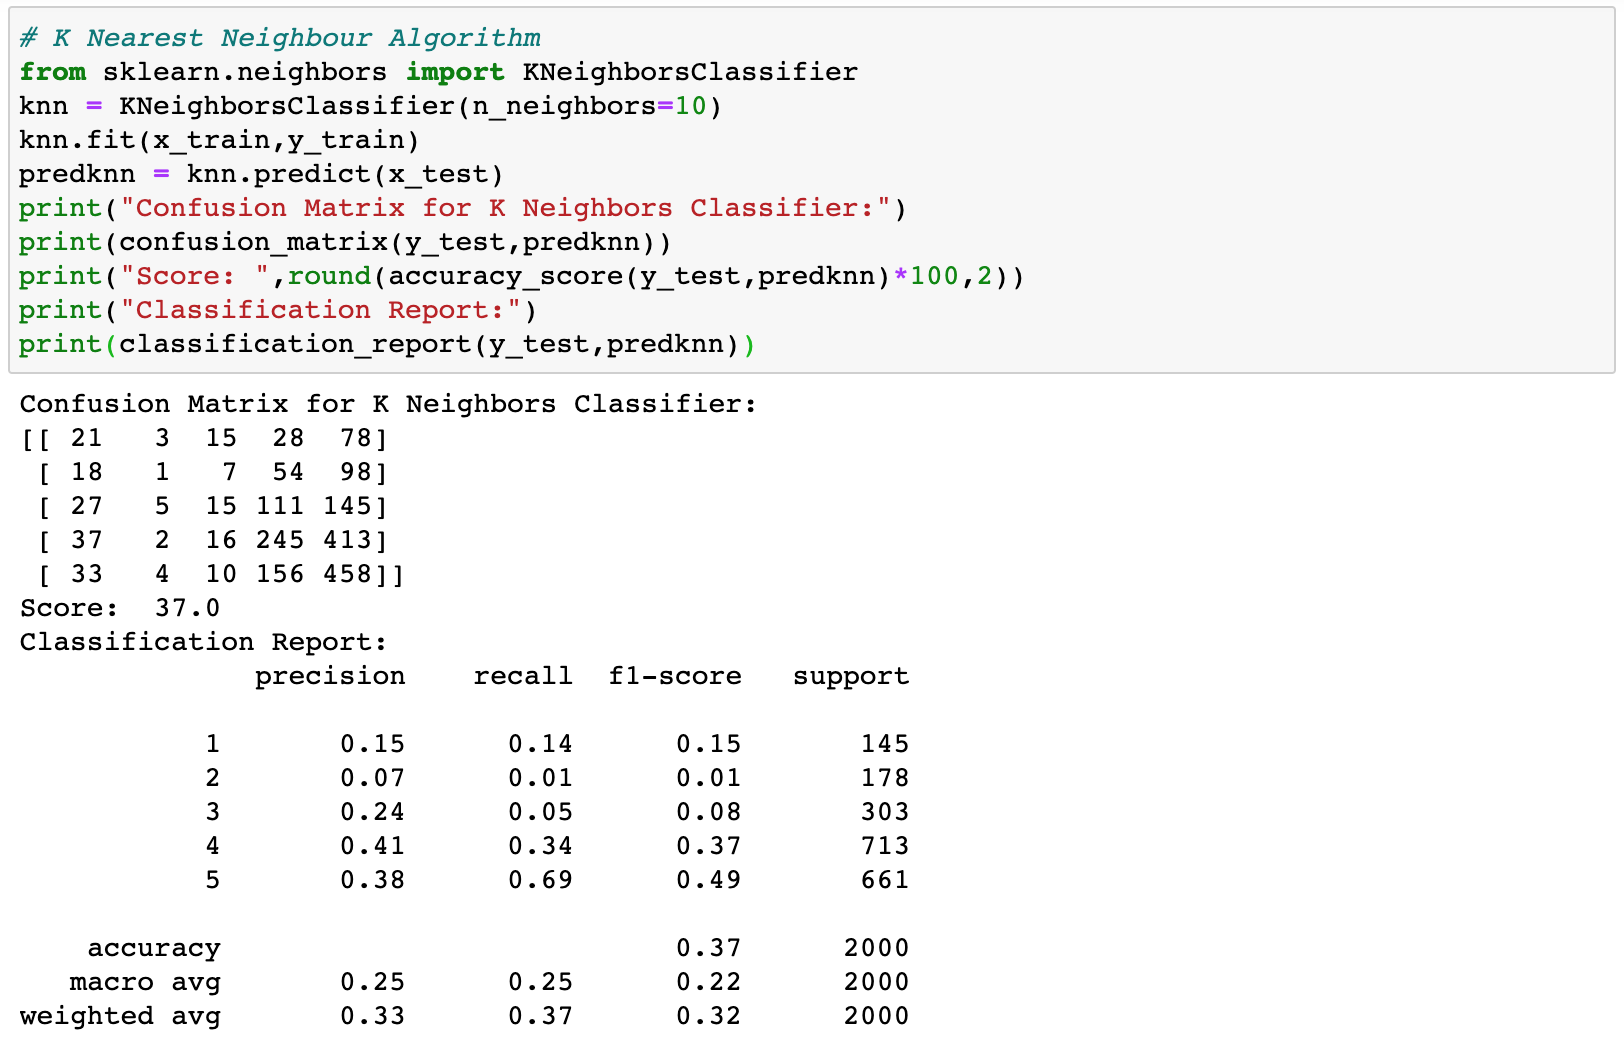 # K Nearest Neighbour Algorithm
from sklearn.neighbors import KNeighborsClassifier
knn = KNeighborsClassifier(n_neighbors=10)
knn.fit(x_train,y_train)
predknn = knn.predict(x_test)
print("Confusion Matrix for K Neighbors Classifier:")
print(confusion_matrix(y_test,predknn))
print("Score: ",round(accuracy_score(y_test,predknn)*100,2))
print("Classification Report:")
print(classification_report(y_test,predknn))
Confusion Matrix for K Neighbors Classifier:
[[ 21   3  15  28  78]
 [ 18   1   7  54  98]
 [ 27   5  15 111 145]
 [ 37   2  16 245 413]
 [ 33   4  10 156 458]]
Score:  37.0
Classification Report:
              precision    recall  f1-score   support
           1       0.15      0.14      0.15       145
           2       0.07      0.01      0.01       178
           3       0.24      0.05      0.08       303
           4       0.41      0.34      0.37       713
           5       0.38      0.69      0.49       661
    accuracy                           0.37      2000
   macro avg       0.25      0.25      0.22      2000
weighted avg       0.33      0.37      0.32      2000